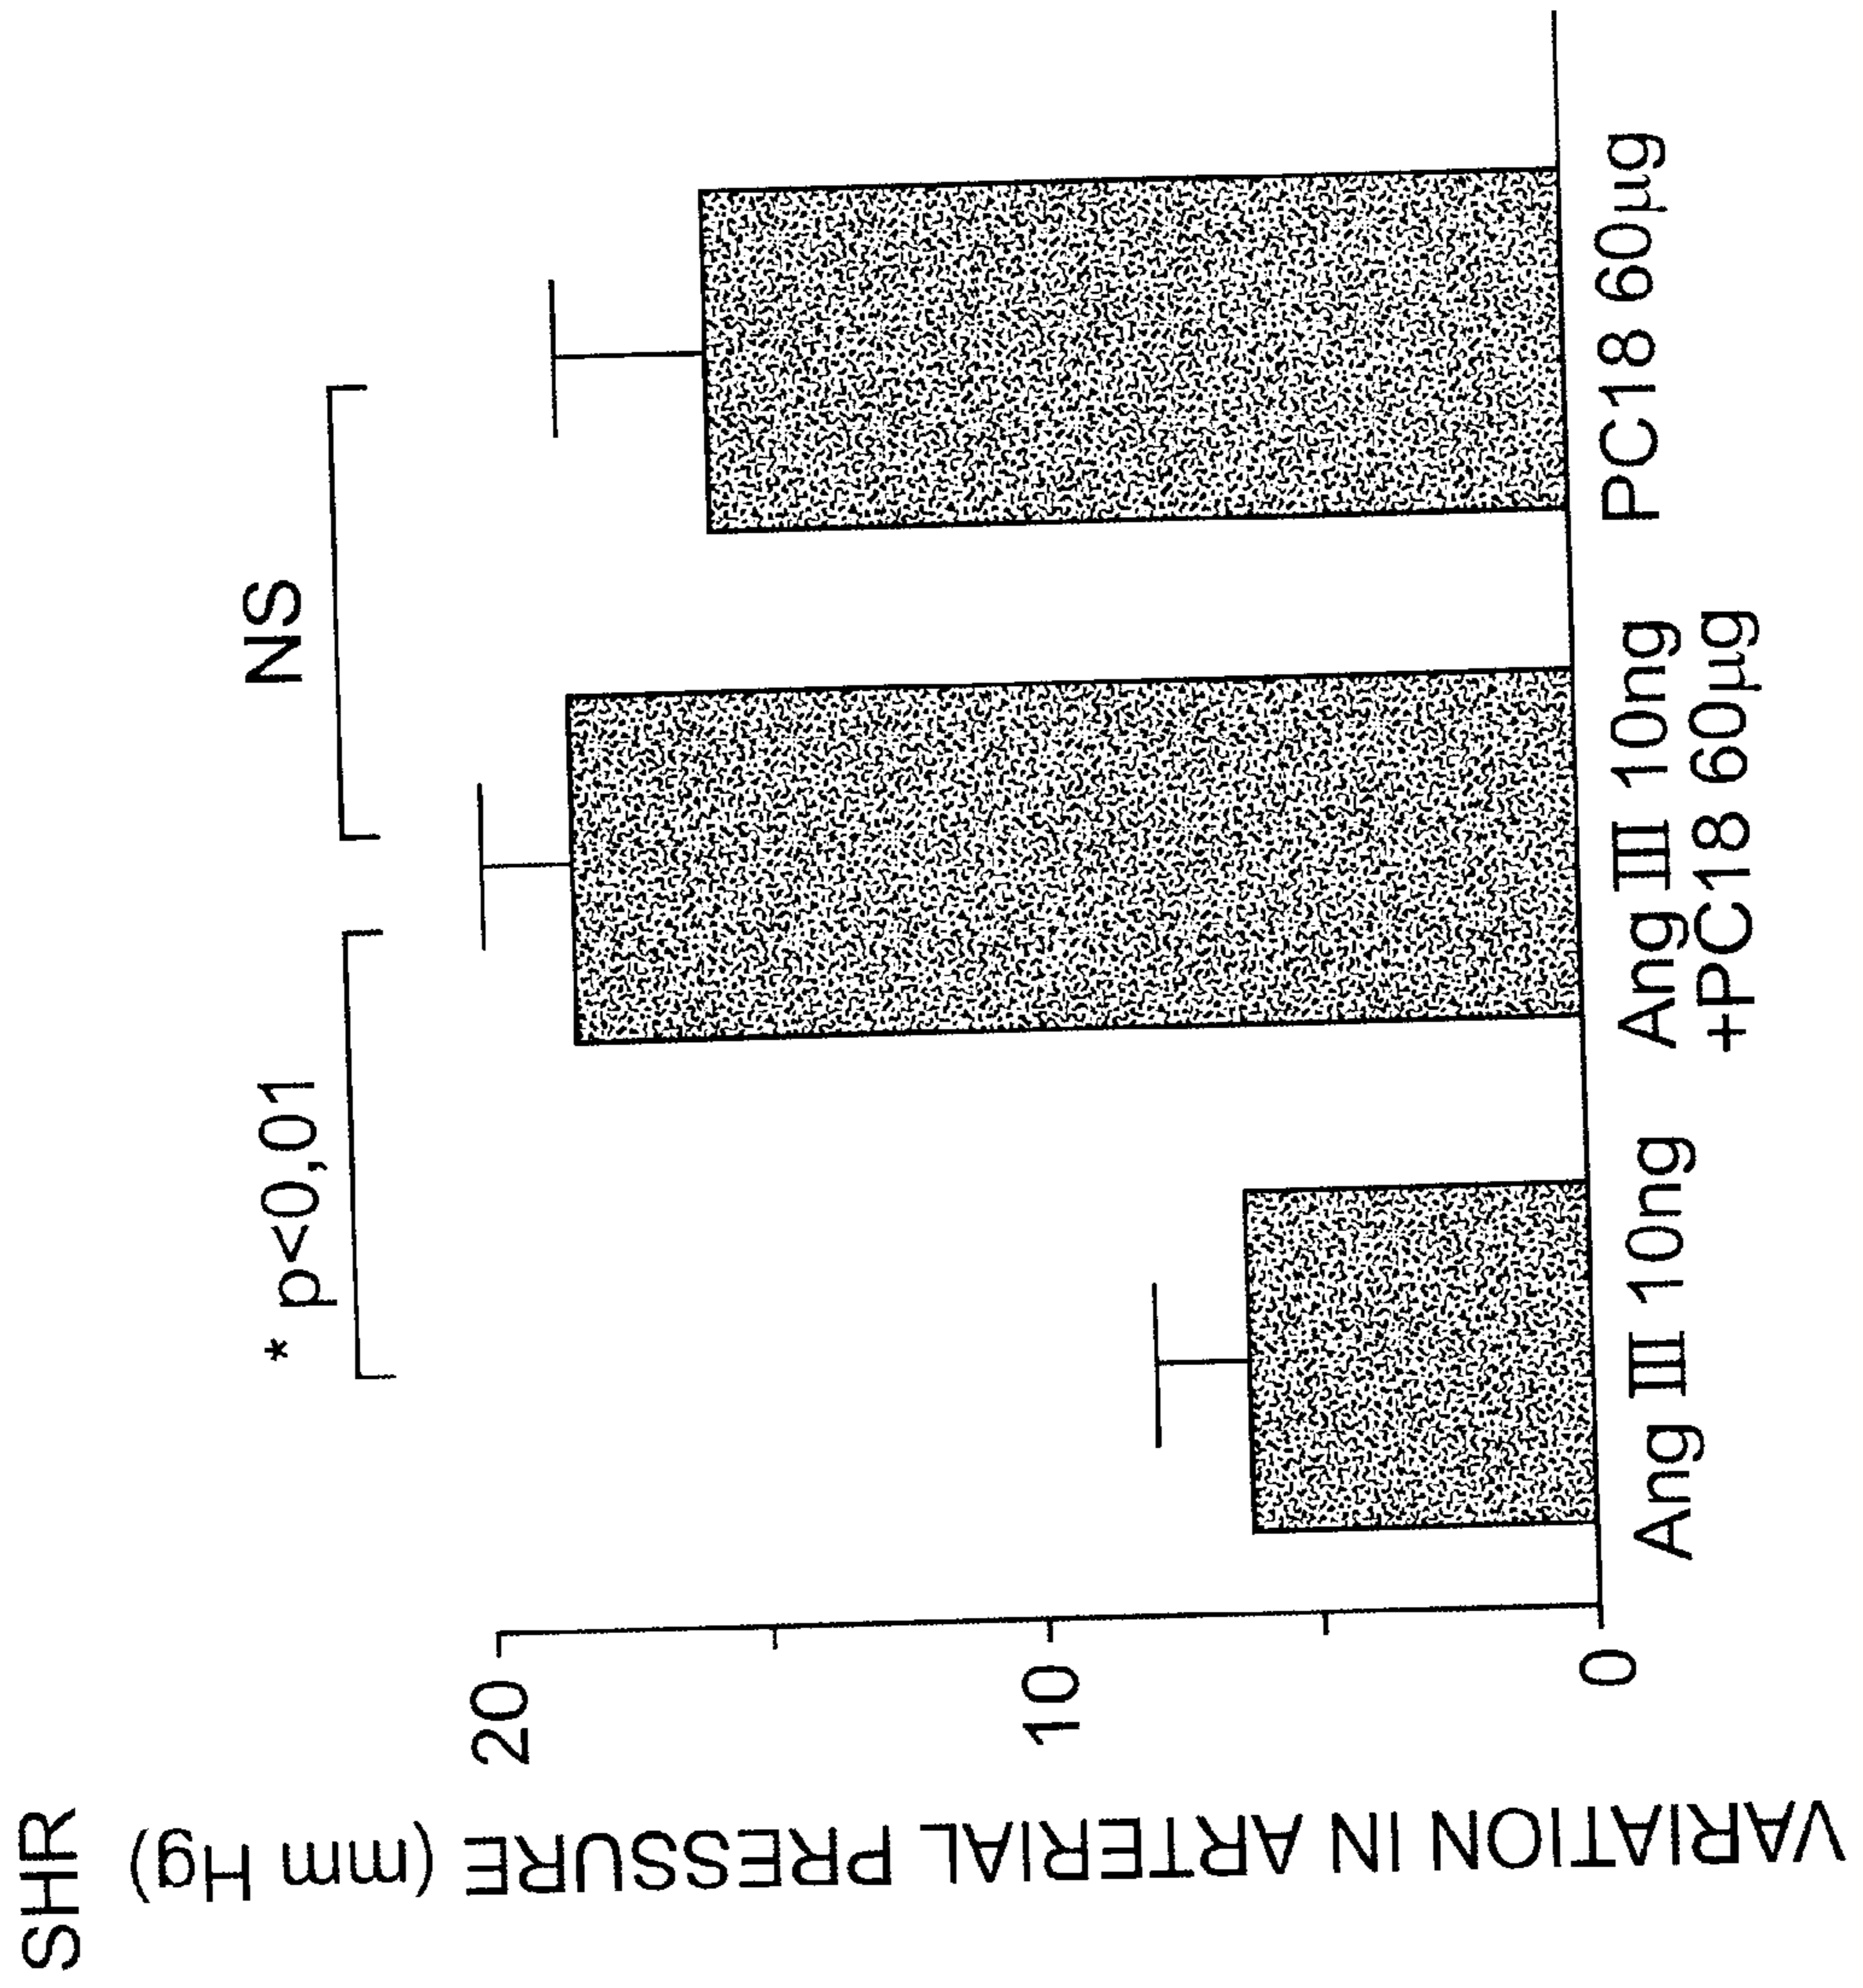 SHR
VARIATION IN ARTERIAL PRESSURE (mm Hg)
20
10
0
* p<0,01
NS
Ang III 10ng
Ang III 10ng
+PC18 60µg
PC18 60µg